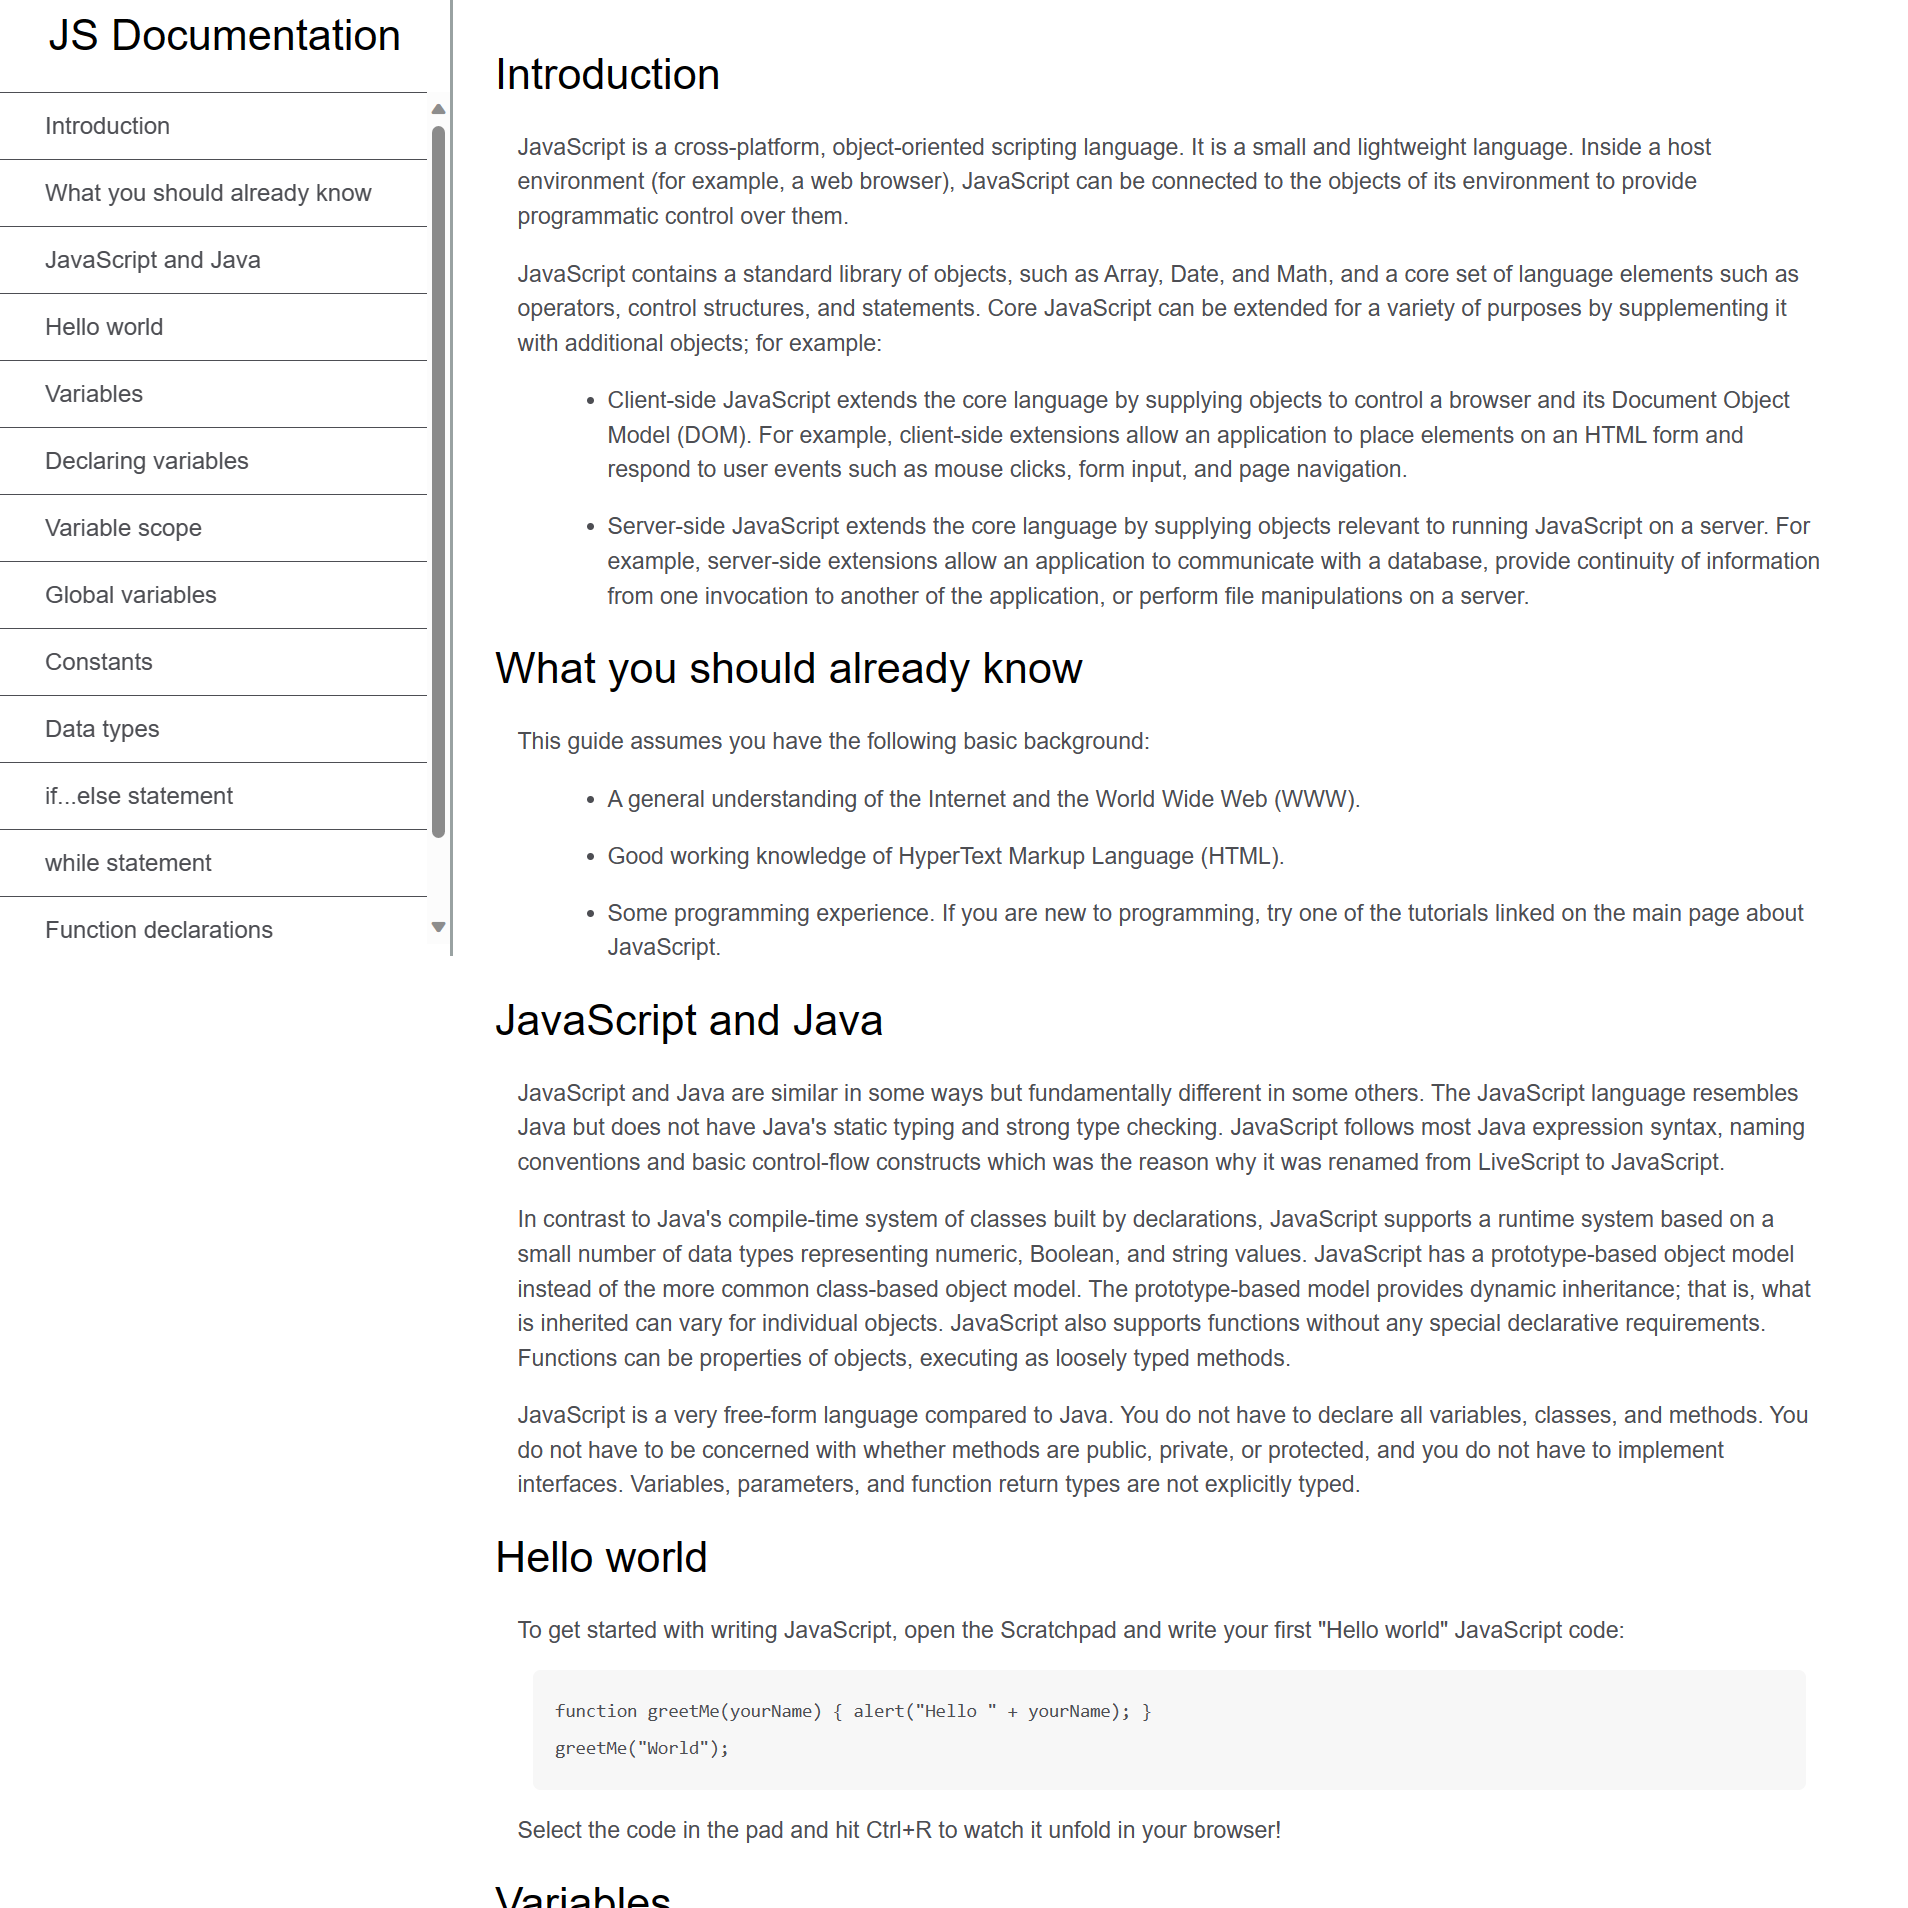 JS Documentation
Introduction
What you should already know
JavaScript and Java
Hello world
Variables
Declaring variables
Variable scope
Global variables
Constants
Data types
if...else statement
while statement
Function declarations
Introduction
JavaScript is a cross-platform, object-oriented scripting language. It is a small and lightweight language. Inside a host
environment (for example, a web browser), JavaScript can be connected to the objects of its environment to provide
programmatic control over them.
JavaScript contains a standard library of objects, such as Array, Date, and Math, and a core set of language elements such as
operators, control structures, and statements. Core JavaScript can be extended for a variety of purposes by supplementing it
with additional objects; for example:
• Client-side JavaScript extends the core language by supplying objects to control a browser and its Document Object
Model (DOM). For example, client-side extensions allow an application to place elements on an HTML form and
respond to user events such as mouse clicks, form input, and page navigation.
• Server-side JavaScript extends the core language by supplying objects relevant to running JavaScript on a server. For
example, server-side extensions allow an application to communicate with a database, provide continuity of information
from one invocation to another of the application, or perform file manipulations on a server.
What you should already know
This guide assumes you have the following basic background:
• A general understanding of the Internet and the World Wide Web (WWW).
• Good working knowledge of HyperText Markup Language (HTML).
• Some programming experience. If you are new to programming, try one of the tutorials linked on the main page about
JavaScript.
JavaScript and Java
JavaScript and Java are similar in some ways but fundamentally different in some others. The JavaScript language resembles
Java but does not have Java's static typing and strong type checking. JavaScript follows most Java expression syntax, naming
conventions and basic control-flow constructs which was the reason why it was renamed from LiveScript to JavaScript.
In contrast to Java's compile-time system of classes built by declarations, JavaScript supports a runtime system based on a
small number of data types representing numeric, Boolean, and string values. JavaScript has a prototype-based object model
instead of the more common class-based object model. The prototype-based model provides dynamic inheritance; that is, what
is inherited can vary for individual objects. JavaScript also supports functions without any special declarative requirements.
Functions can be properties of objects, executing as loosely typed methods.
JavaScript is a very free-form language compared to Java. You do not have to declare all variables, classes, and methods. You
do not have to be concerned with whether methods are public, private, or protected, and you do not have to implement
interfaces. Variables, parameters, and function return types are not explicitly typed.
Hello world
To get started with writing JavaScript, open the Scratchpad and write your first "Hello world" JavaScript code:
function greetMe(yourName) { alert("Hello " + yourName); }
greetMe("World");
Select the code in the pad and hit Ctrl+R to watch it unfold in your browser!
Variables